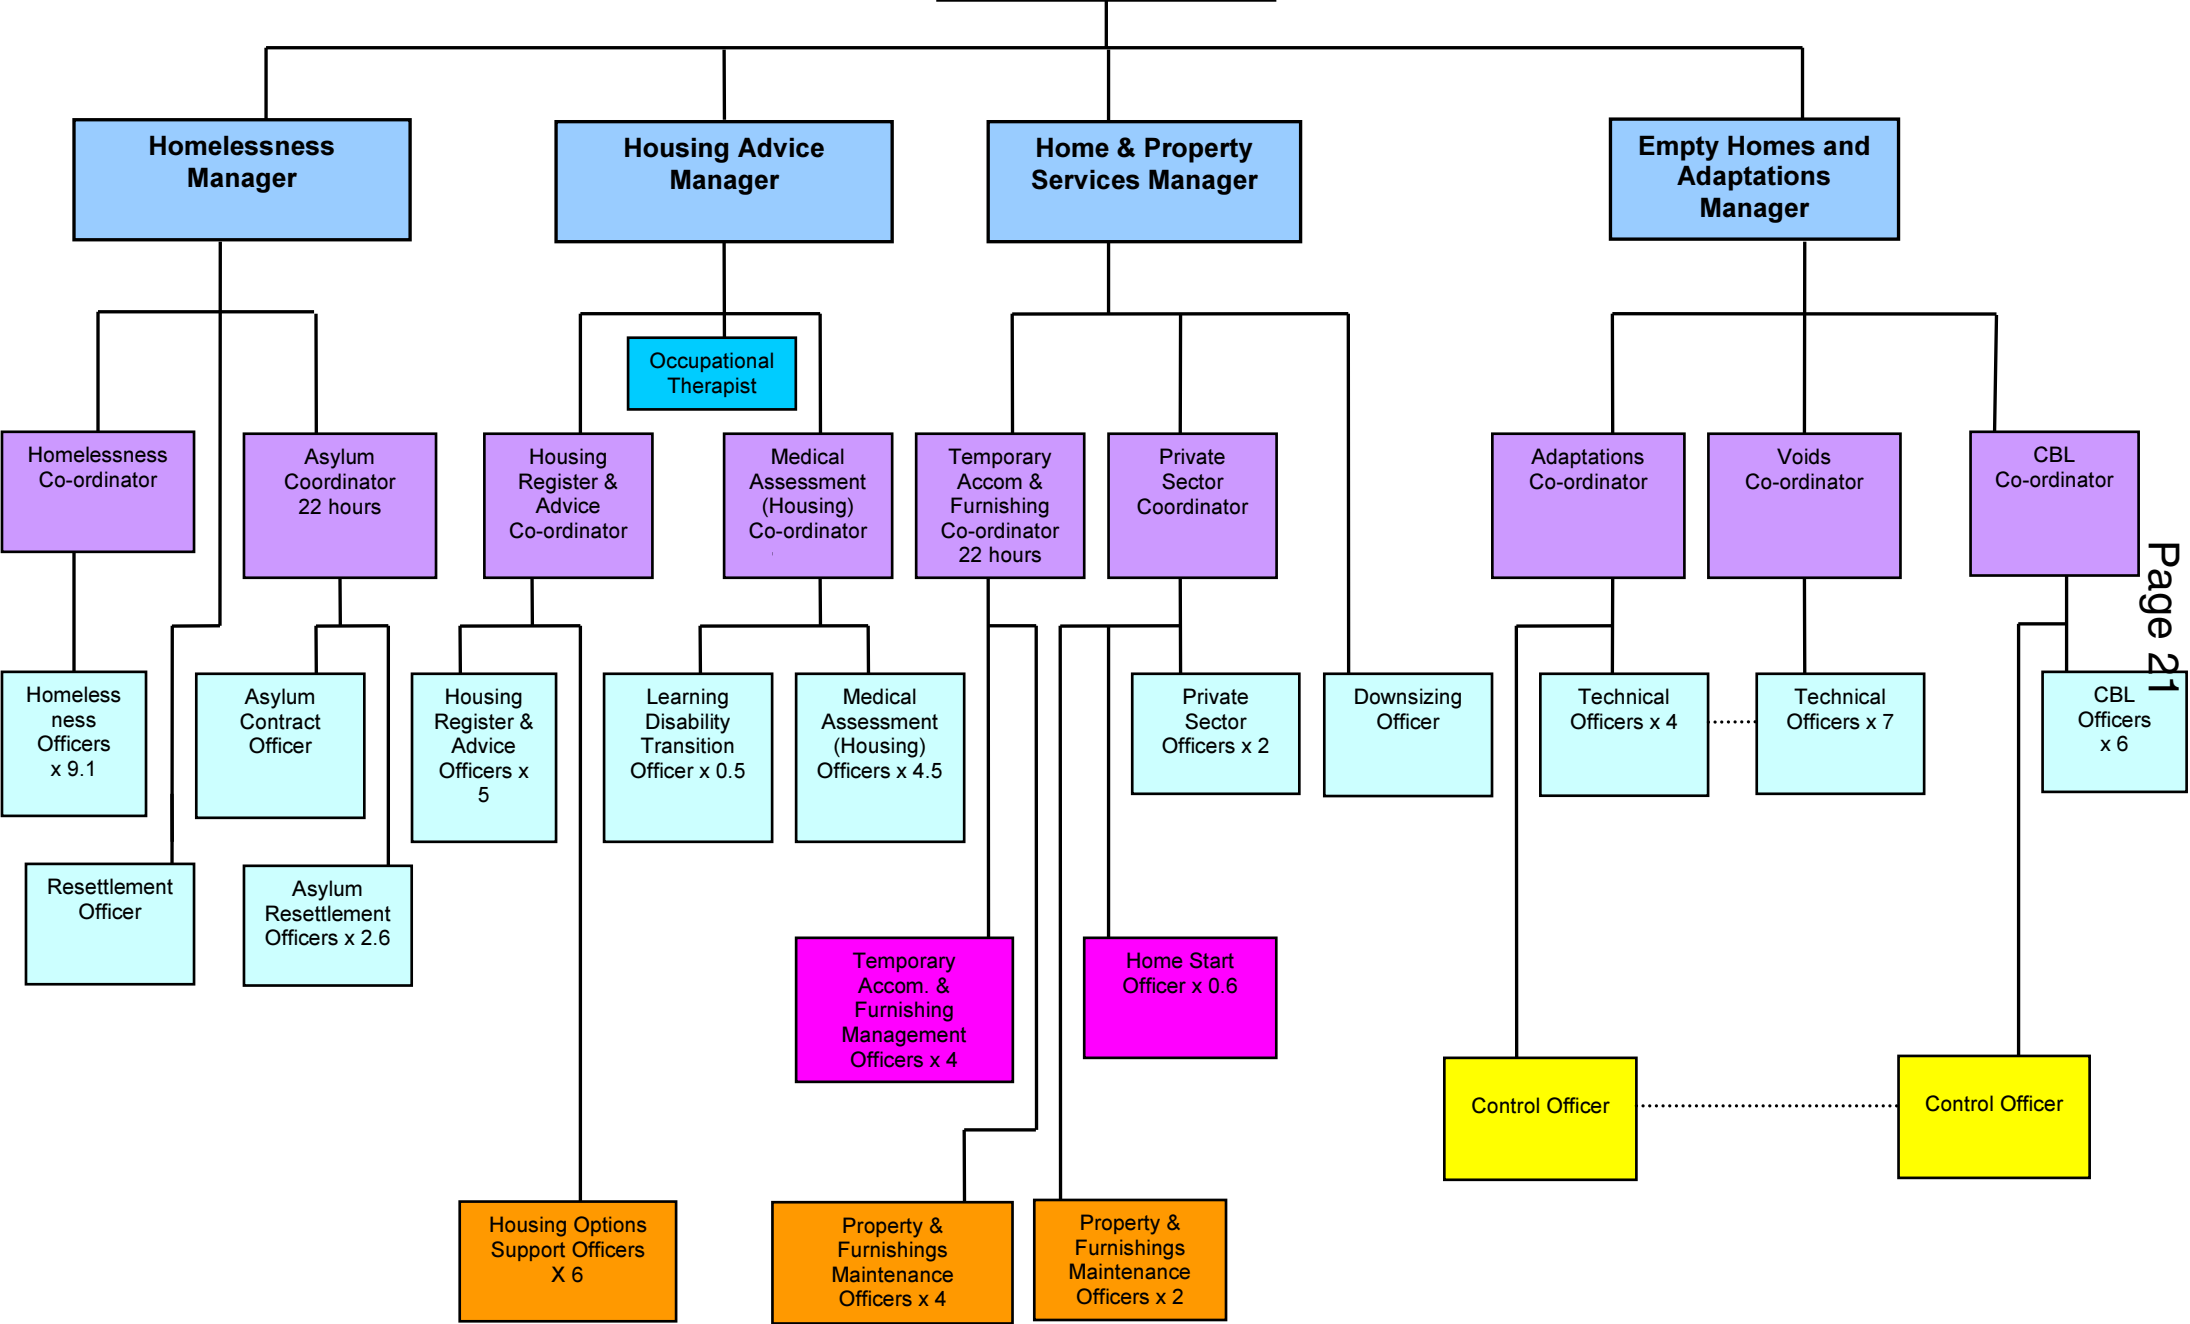 Homelessness
Manager
Housing Advice
Manager
Home & Property
Services Manager
Empty Homes and
Adaptations
Manager
Occupational
Therapist
Homelessness
Co-ordinator
Asylum
Coordinator
22 hours
Housing
Register &
Advice
Co-ordinator
Medical
Assessment
(Housing)
Co-ordinator
Temporary
Accom &
Furnishing
Co-ordinator
22 hours
Private
Sector
Coordinator
Adaptations
Co-ordinator
Voids
Co-ordinator
CBL
Co-ordinator
Page 21
Homeless
ness
Officers
x 9.1
Asylum
Contract
Officer
Housing
Register &
Advice
Officers x
5
Learning
Disability
Transition
Officer x 0.5
Medical
Assessment
(Housing)
Officers x 4.5
Private
Sector
Officers x 2
Downsizing
Officer
Technical
Officers x 4
Technical
Officers x 7
CBL
Officers
x 6
Resettlement
Officer
Asylum
Resettlement
Officers x 2.6
Temporary
Accom. &
Furnishing
Management
Officers x 4
Home Start
Officer x 0.6
Control Officer
Control Officer
Housing Options
Support Officers
X 6
Property &
Furnishings
Maintenance
Officers x 4
Property &
Furnishings
Maintenance
Officers x 2